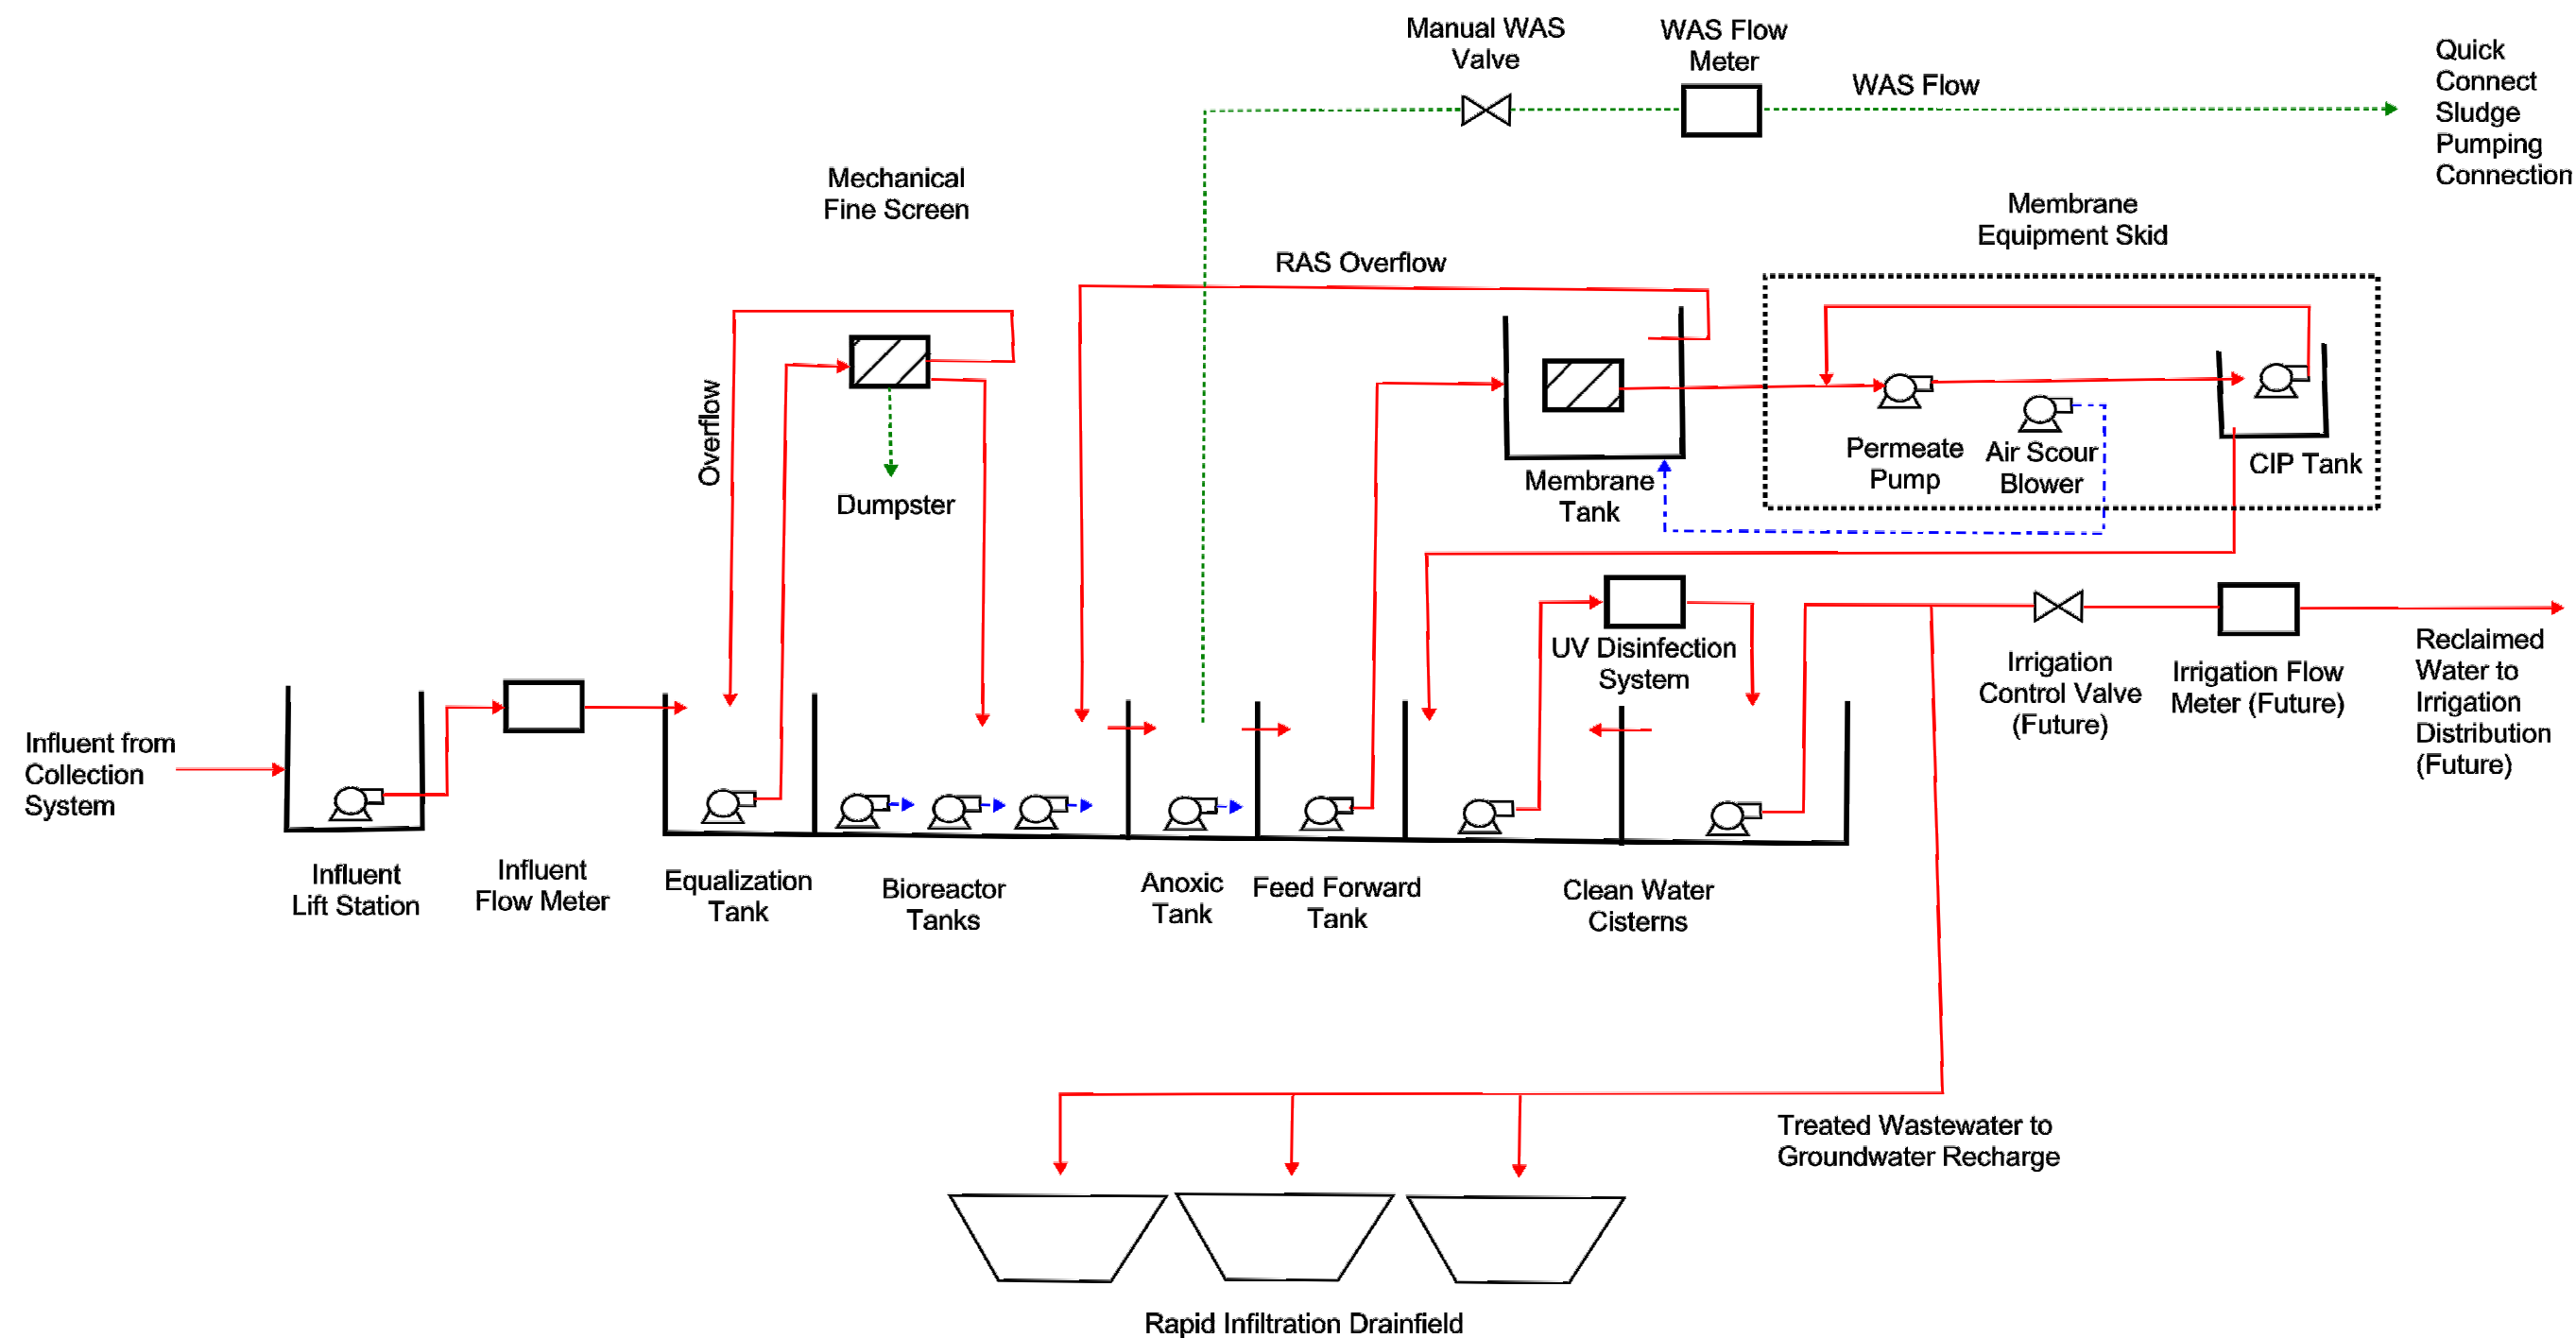 Manual WAS
Valve
WAS Flow
Meter
WAS Flow
Quick
Connect
Sludge
Pumping
Connection
Mechanical
Fine Screen
Membrane
Equipment Skid
RAS Overflow
Overflow
Dumpster
Membrane
Tank
Permeate
Pump
Air Scour
Blower
CIP Tank
UV Disinfection
System
Irrigation
Control Valve
(Future)
Irrigation Flow
Meter (Future)
Reclaimed
Water to
Irrigation
Distribution
(Future)
Influent from
Collection
System
Influent
Lift Station
Influent
Flow Meter
Equalization
Tank
Bioreactor
Tanks
Anoxic
Tank
Feed Forward
Tank
Clean Water
Cisterns
Treated Wastewater to
Groundwater Recharge
Rapid Infiltration Drainfield